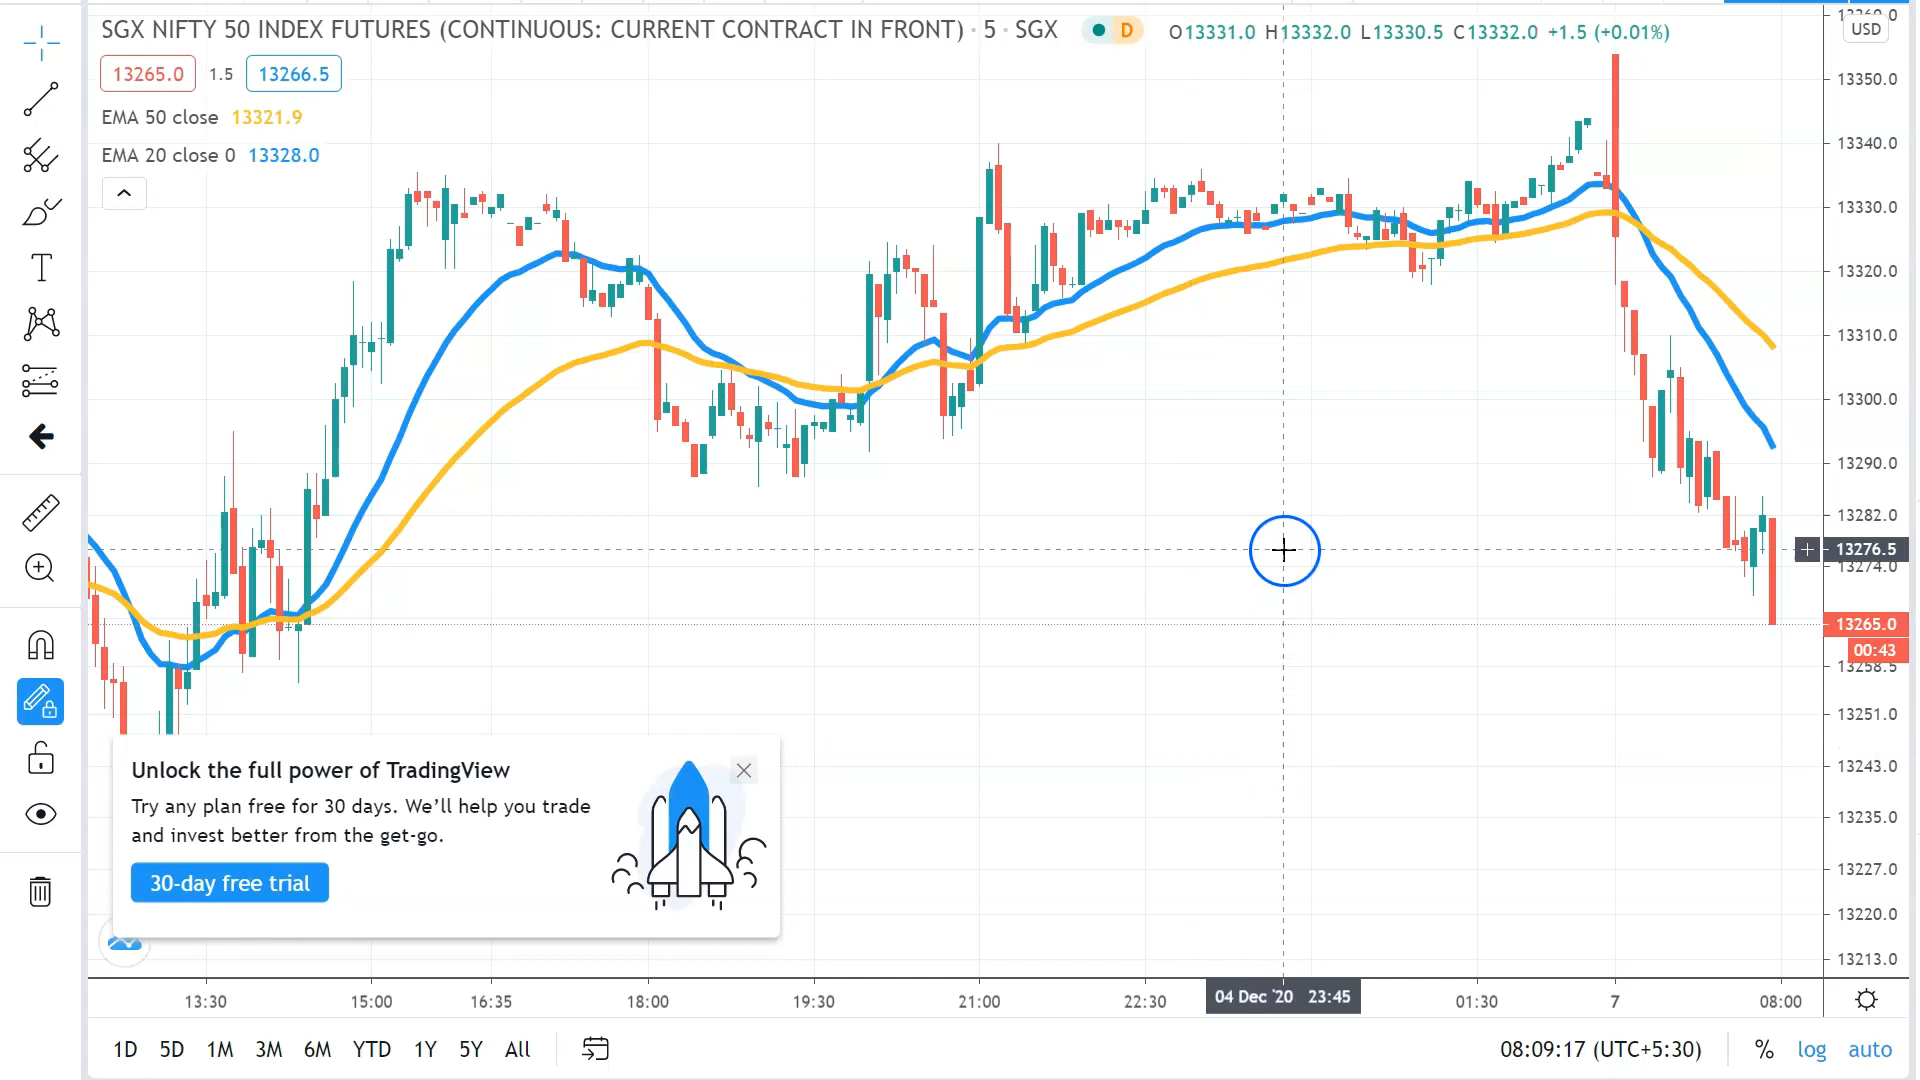 SGX NIFTY 50 INDEX FUTURES (CONTINUOUS: CURRENT CONTRACT IN FRONT) · 5 · SGX
D
O13331.0 H13332.0 L13330.5 C13332.0 +1.5 (+0.01%)
USD
13265.0 1.5 13266.5
EMA 50 close 13321.9
EMA 20 close 0 13328.0
13350.0
13340.0
13330.0
13320.0
13310.0
13300.0
13290.0
13282.0
13276.5
13274.0
13265.0
00:43
13258.5
13251.0
13243.0
13235.0
13227.0
13220.0
13213.0
Unlock the full power of TradingView
Try any plan free for 30 days. We’ll help you trade
and invest better from the get-go.
30-day free trial
13:30 15:00 16:35 18:00 19:30 21:00 22:30 04 Dec '20 23:45 01:30 7 08:00
1D 5D 1M 3M 6M YTD 1Y 5Y All
08:09:17 (UTC+5:30) % log auto